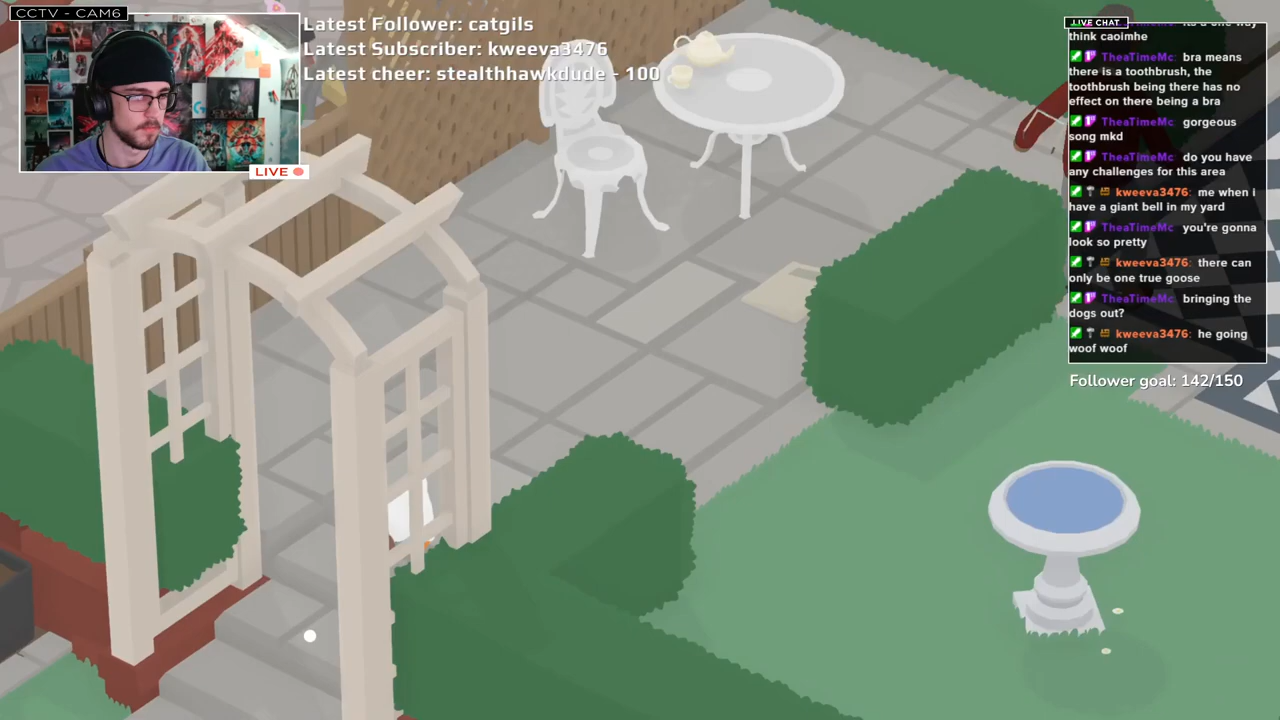 CCTV - CAM6
Latest Follower: catgils
Latest Subscriber: kweeva3476
Latest cheer: stealthhawkdude - 100
LIVE
LIVE CHAT
think caoimhe
TheaTimeMc: bra means
there is a toothbrush, the
toothbrush being there has no
effect on there being a bra
TheaTimeMc: gorgeous
song mkd
TheaTimeMc: do you have
any challenges for this area
kweeva3476: me when i
have a giant bell in my yard
TheaTimeMc: you're gonna
look so pretty
kweeva3476: there can
only be one true goose
TheaTimeMc: bringing the
dogs out?
kweeva3476: he going
woof woof
Follower goal: 142/150